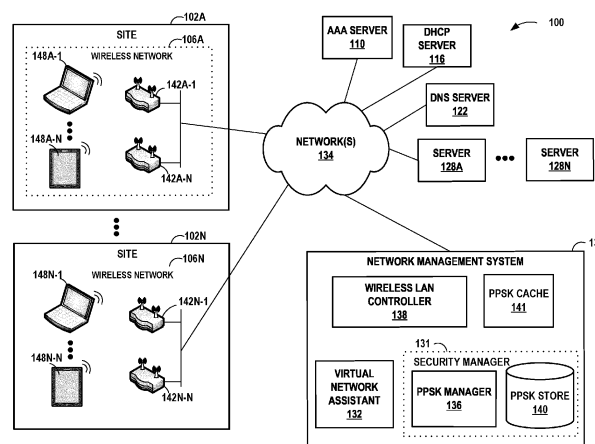 102A
SITE
106A
WIRELESS NETWORK
148A-1
142A-1
148A-N
142A-N
102N
SITE
106N
WIRELESS NETWORK
148N-1
142N-1
148N-N
142N-N
100
AAA SERVER
110
DHCP
SERVER
116
DNS SERVER
122
NETWORK(S)
134
SERVER
128A
SERVER
128N
NETWORK MANAGEMENT SYSTEM
WIRELESS LAN
CONTROLLER
138
PPSK CACHE
141
131
SECURITY MANAGER
VIRTUAL
NETWORK
ASSISTANT
132
PPSK MANAGER
136
PPSK STORE
140